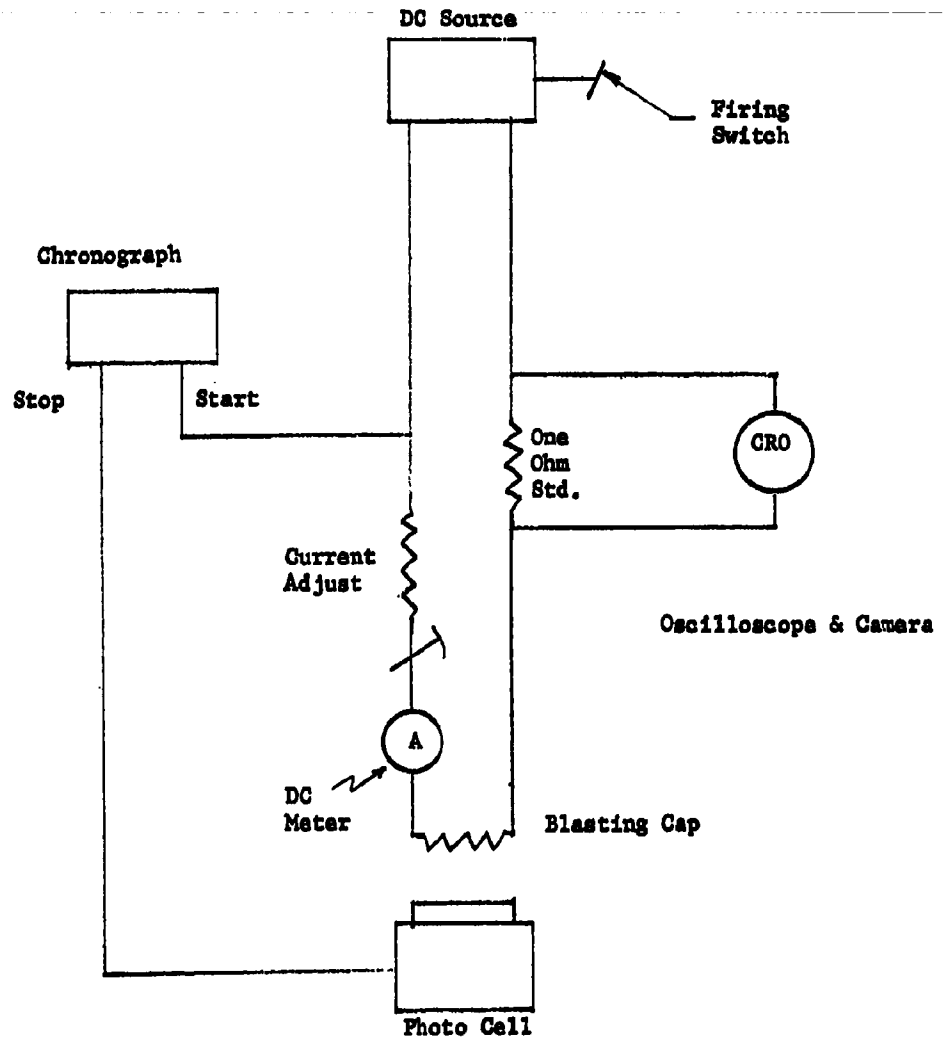 DC Source
Firing
Switch
Chronograph
Stop
Start
One
Ohm
Std.
CRO
Current
Adjust
Oscilloscope & Camera
A
DC
Meter
Blasting Cap
Photo Cell